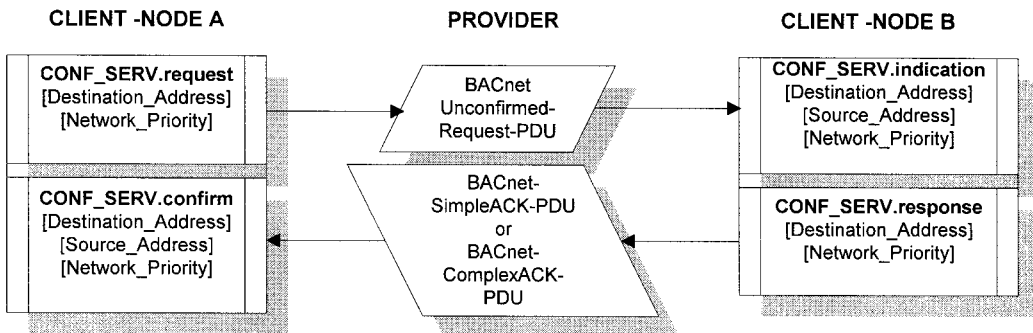 CLIENT -NODE A
PROVIDER
CLIENT -NODE B
CONF_SERV.request
[Destination_Address]
[Network_Priority]
BACnet
Unconfirmed-
Request-PDU
CONF_SERV.indication
[Destination_Address]
[Source_Address]
[Network_Priority]
CONF_SERV.confirm
[Destination_Address]
[Source_Address]
[Network_Priority]
BACnet-
SimpleACK-PDU
or
BACnet-
ComplexACK-
PDU
CONF_SERV.response
[Destination_Address]
[Network_Priority]